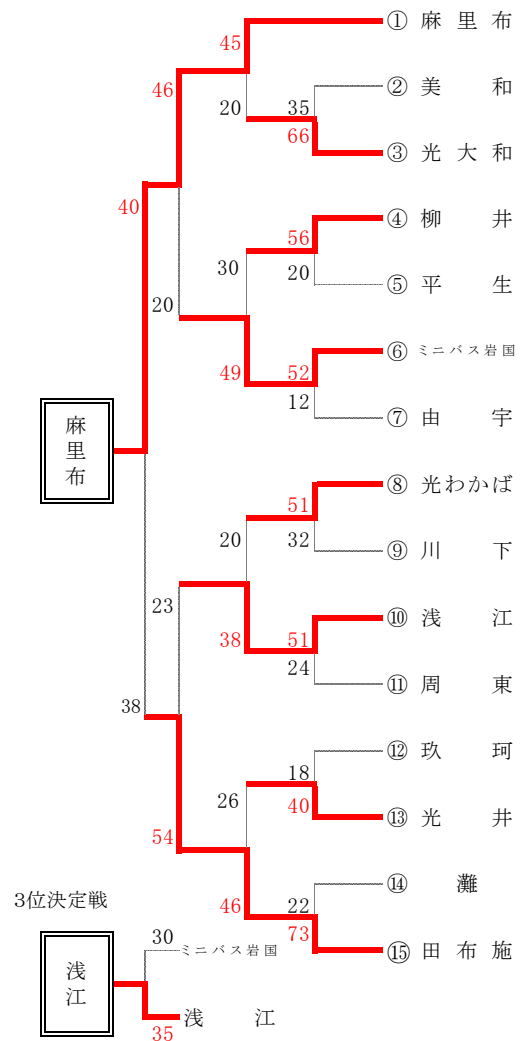 45
① 麻里布
46
20
35
② 美和
66
③ 光大和
40
56
④ 柳井
30
20
⑤ 平生
20
49
52
⑥ ミニバス岩国
12
⑦ 由宇
麻里布
51
⑧ 光わかば
20
32
⑨ 川下
23
38
51
⑩ 浅江
24
⑪ 周東
38
18
⑫ 玖珂
26
40
⑬ 光井
54
46
22
⑭ 灘
73
⑮ 田布施
3位決定戦
30
ミニバス岩国
浅江
35
浅江